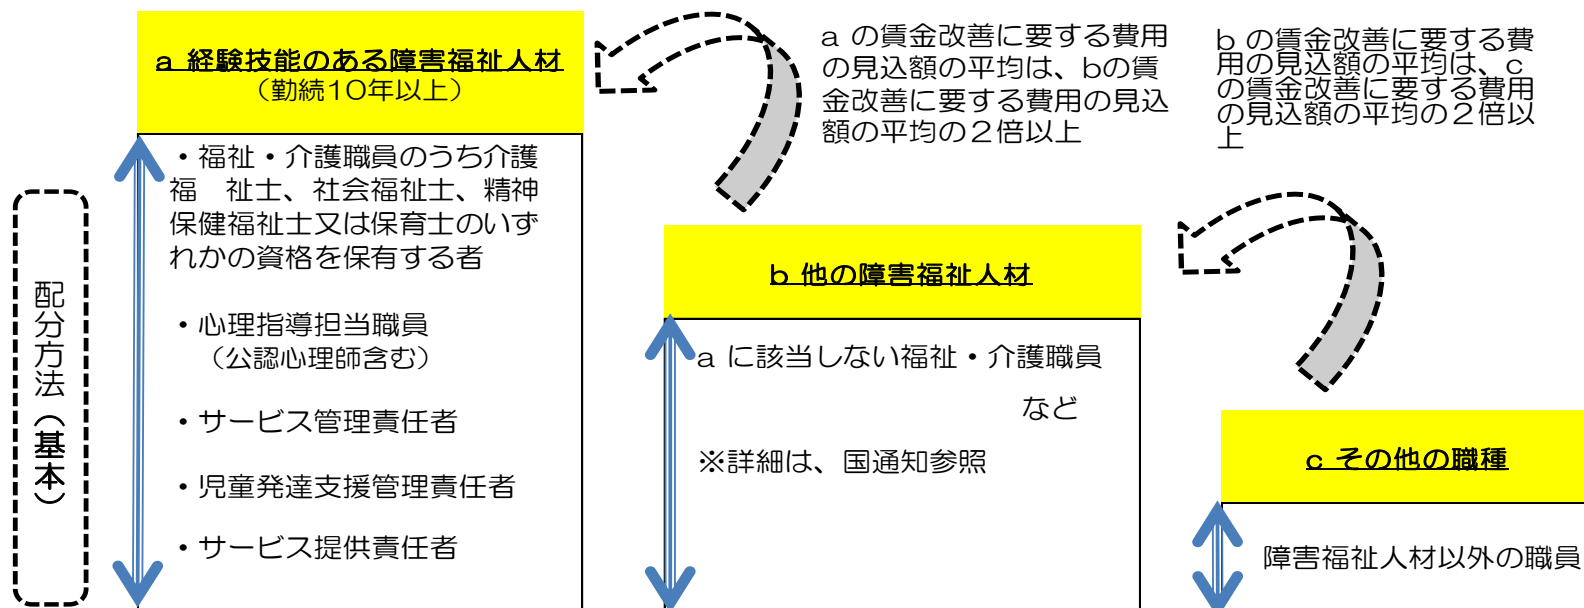 配分方法（基本）
a 経験技能のある障害福祉人材
（勤続10年以上）
・福祉・介護職員のうち介護
福　祉士、社会福祉士、精神
保健福祉士又は保育士のいず
れかの資格を保有する者
・心理指導担当職員
（公認心理師含む）
・サービス管理責任者
・児童発達支援管理責任者
・サービス提供責任者
a の賃金改善に要する費用
の見込額の平均は、bの賃
金改善に要する費用の見込
額の平均の２倍以上
b 他の障害福祉人材
a に該当しない福祉・介護職員
など
※詳細は、国通知参照
b の賃金改善に要する費
用の見込額の平均は、c
の賃金改善に要する費用
の見込額の平均の２倍以
上
c その他の職種
障害福祉人材以外の職員